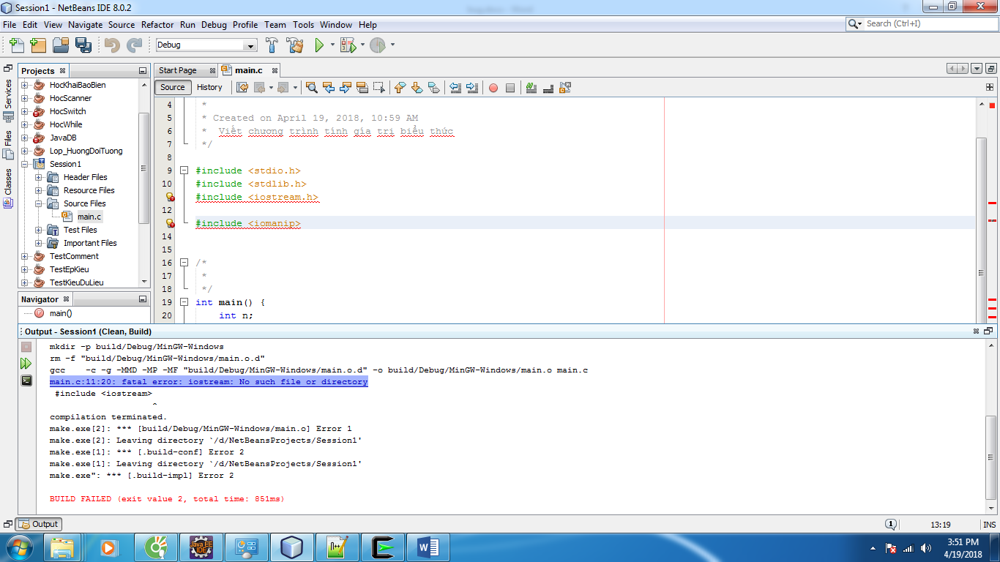 Session1 - NetBeans IDE 8.0.2
File Edit View Navigate Source Refactor Run Debug Profile Team Tools Window Help
Search (Ctrl+I)
Debug
Services
Files
Classes
Projects
HocKhaiBaoBien
HocScanner
HocSwitch
HocWhile
JavaDB
Lop_HuongDoiTuong
Session1
Header Files
Resource Files
Source Files
main.c
Test Files
Important Files
TestComment
TestEpKieu
TestKieuDuLieu
Navigator
main()
Start Page main.c
Source History
4 *
5 * Created on April 19, 2018, 10:59 AM
6 * Viết chương trình tính gía tri biểu thức
7 */
8
9 #include <stdio.h>
10 #include <stdlib.h>
#include <iostream.h>
12
#include <iomanip>
14
15
16 /*
17 *
18 */
19 int main() {
20 int n;
Output - Session1 (Clean, Build)
mkdir -p build/Debug/MinGW-Windows
rm -f "build/Debug/MinGW-Windows/main.o.d"
gcc -c -g -MMD -MP -MF "build/Debug/MinGW-Windows/main.o.d" -o build/Debug/MinGW-Windows/main.o main.c
main.c:11:20: fatal error: iostream: No such file or directory
#include <iostream>
^
compilation terminated.
make.exe[2]: *** [build/Debug/MinGW-Windows/main.o] Error 1
make.exe[2]: Leaving directory `/d/NetBeansProjects/Session1'
make.exe[1]: *** [.build-conf] Error 2
make.exe[1]: Leaving directory `/d/NetBeansProjects/Session1'
make.exe": *** [.build-impl] Error 2
BUILD FAILED (exit value 2, total time: 851ms)
Output
1
13:19
INS
Java EE
IDE
3:51 PM
4/19/2018